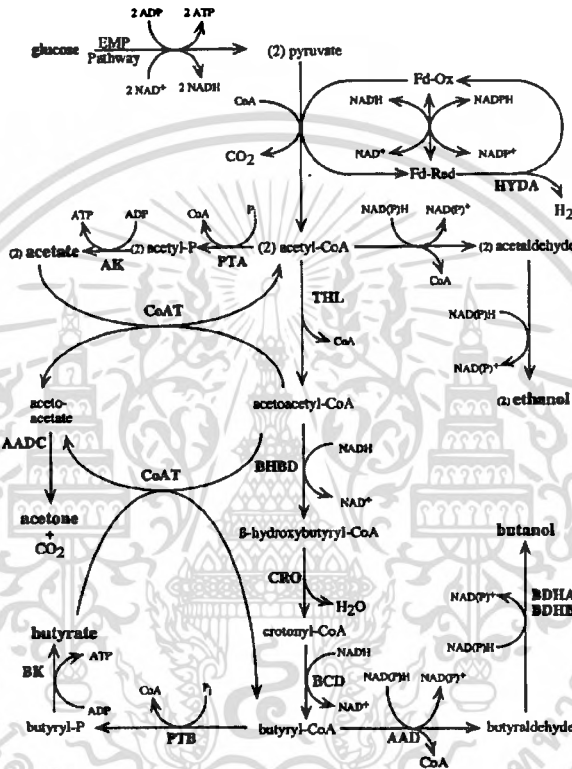 2 ADP 2 ATP
glucose EMP Pathway (2) pyruvate
2 NAD⁺ 2 NADH
CoA Fd-Ox
NADH NADPH
CO₂ NAD⁺ NADP⁺
Fd-Red HYDA
H₂
ATP ADP CoA Pᵢ NAD(P)H NAD(P)⁺
(2) acetate (2) acetyl-P (2) acetyl-CoA (2) acetaldehyde
AK PTA CoA
CoAT THL NAD(P)H
CoA NAD(P)⁺
aceto- acetoacetyl-CoA (2) ethanol
acetate
AADC CoAT BHBD NADH
NAD⁺
acetone β-hydroxybutyryl-CoA butanol
+
CO₂ CRO NAD(P)⁺ BDHA
H₂O BDHB
butyrate crotonyl-CoA NAD(P)H
BK ATP NADH
CoA Pᵢ BCD NAD(P)H NAD(P)⁺
ADP NAD⁺
butyryl-P PTB butyryl-CoA AAD butyraldehyde
CoA